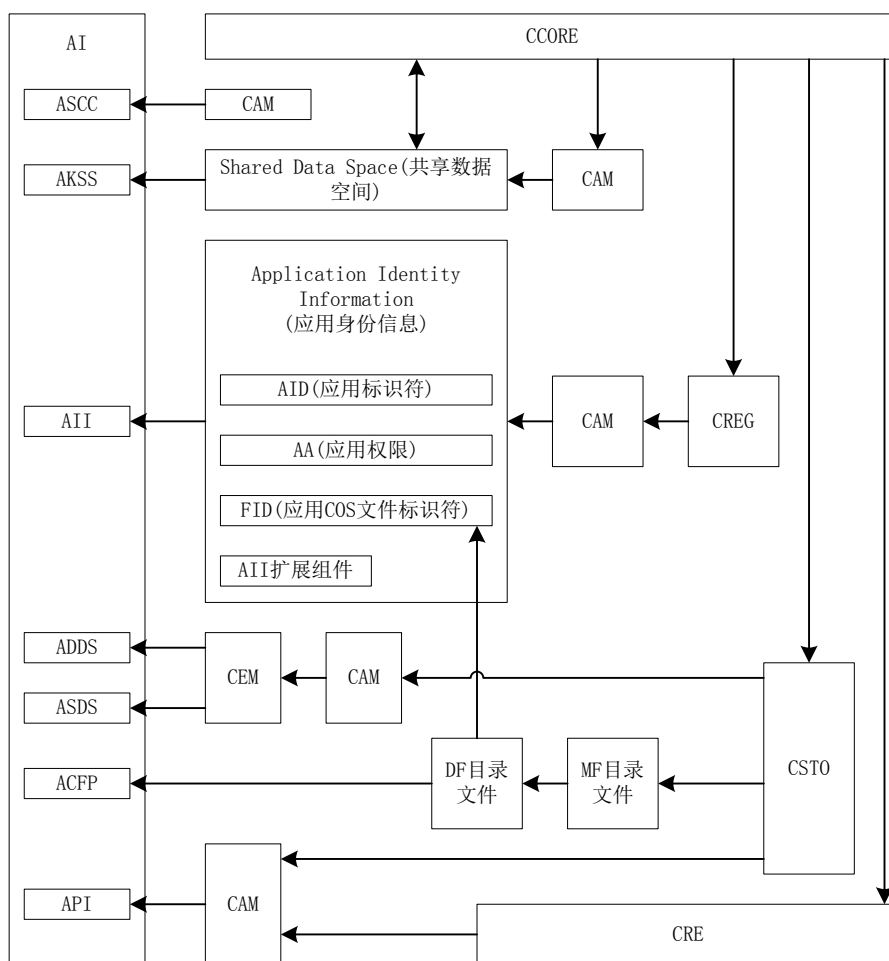 AI
CCORE
ASCC
CAM
AKSS
Shared Data Space(共享数据
空间)
CAM
Application Identity
Information
(应用身份信息)
AID(应用标识符)
AII
AA(应用权限)
CAM
CREG
FID(应用COS文件标识符)
AII扩展组件
ADDS
CEM
CAM
ASDS
ACFP
DF目录
文件
MF目录
文件
CSTO
API
CAM
CRE